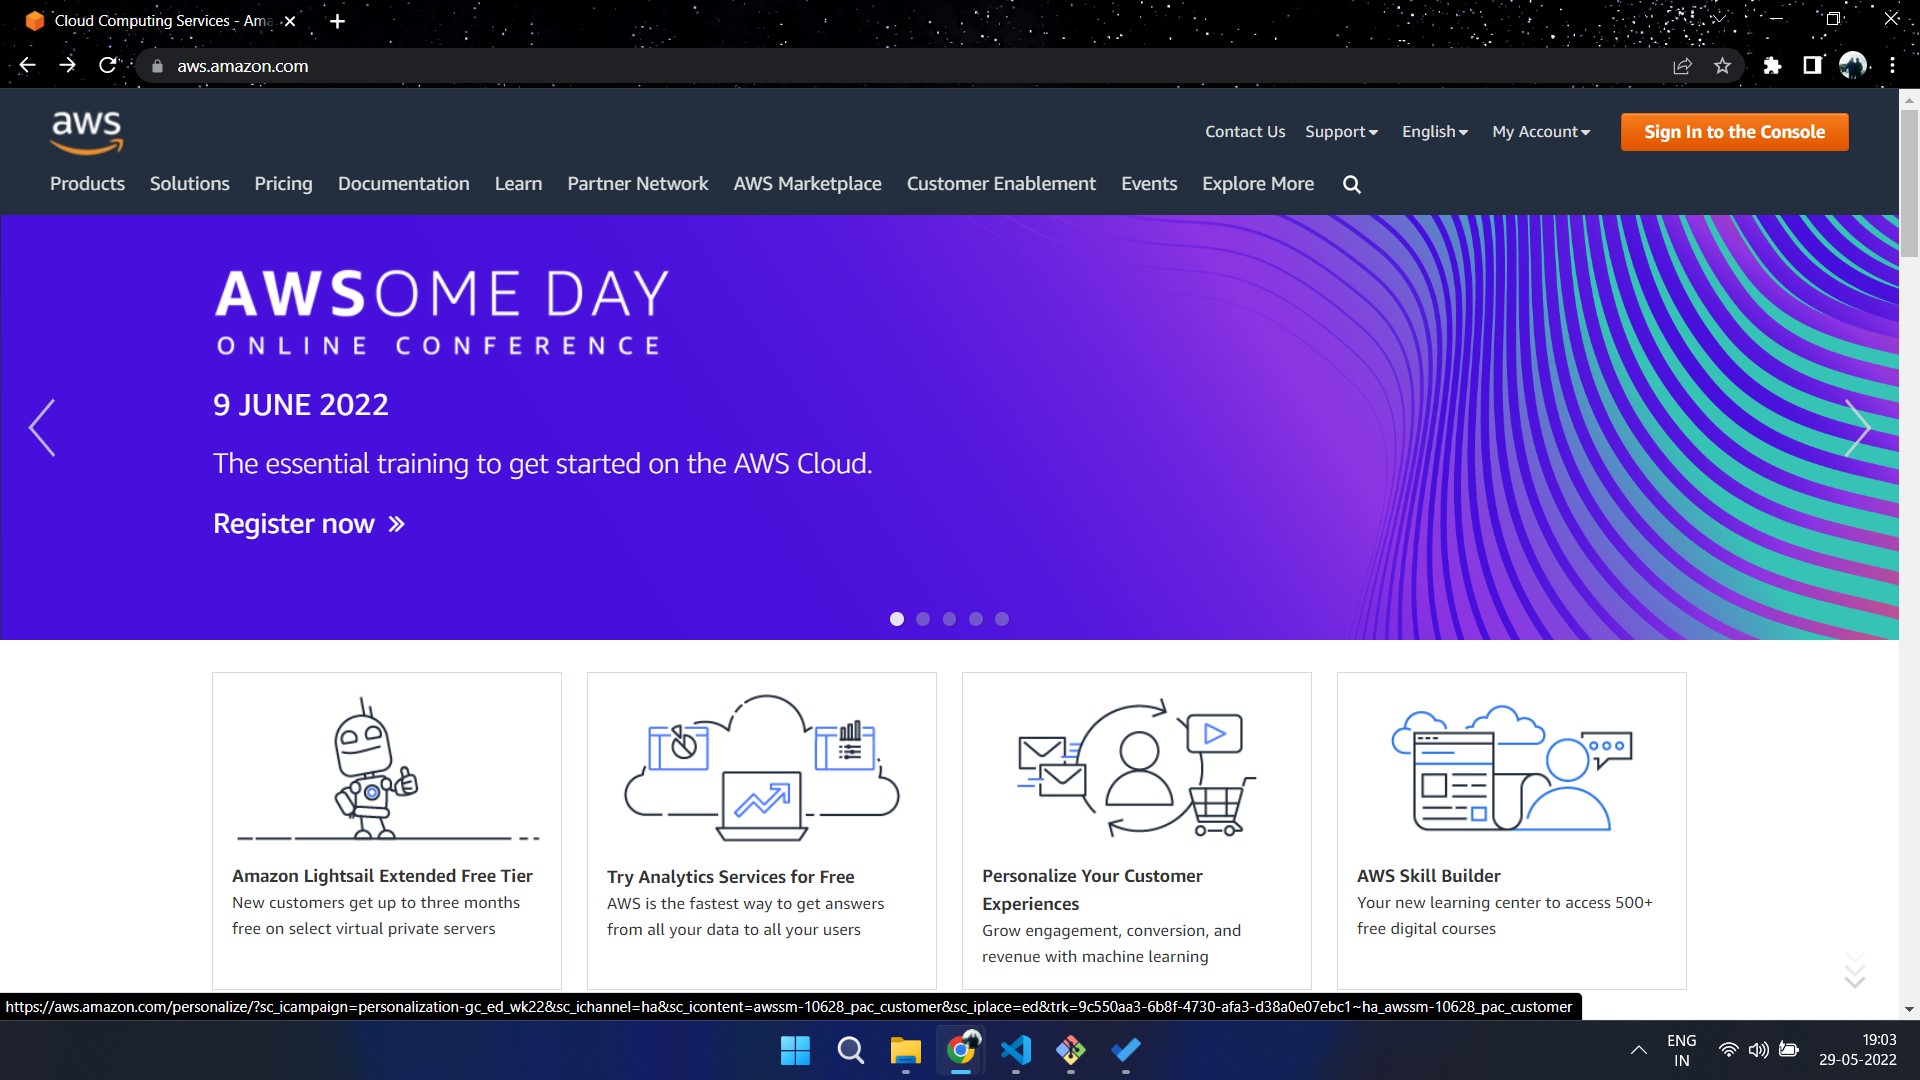 Cloud Computing Services - Ama
aws.amazon.com
aws
Contact Us Support English My Account Sign In to the Console
Products Solutions Pricing Documentation Learn Partner Network AWS Marketplace Customer Enablement Events Explore More
AWSOME DAY
ONLINE CONFERENCE
9 JUNE 2022
The essential training to get started on the AWS Cloud.
Register now »
Amazon Lightsail Extended Free Tier
New customers get up to three months
free on select virtual private servers
Try Analytics Services for Free
AWS is the fastest way to get answers
from all your data to all your users
Personalize Your Customer
Experiences
Grow engagement, conversion, and
revenue with machine learning
AWS Skill Builder
Your new learning center to access 500+
free digital courses
https://aws.amazon.com/personalize/?sc_icampaign=personalization-gc_ed_wk22&sc_ichannel=ha&sc_icontent=awssm-10628_pac_customer&sc_iplace=ed&trk=9c550aa3-6b8f-4730-afa3-d38a0e07ebc1~ha_awssm-10628_pac_customer
ENG
IN
19:03
29-05-2022